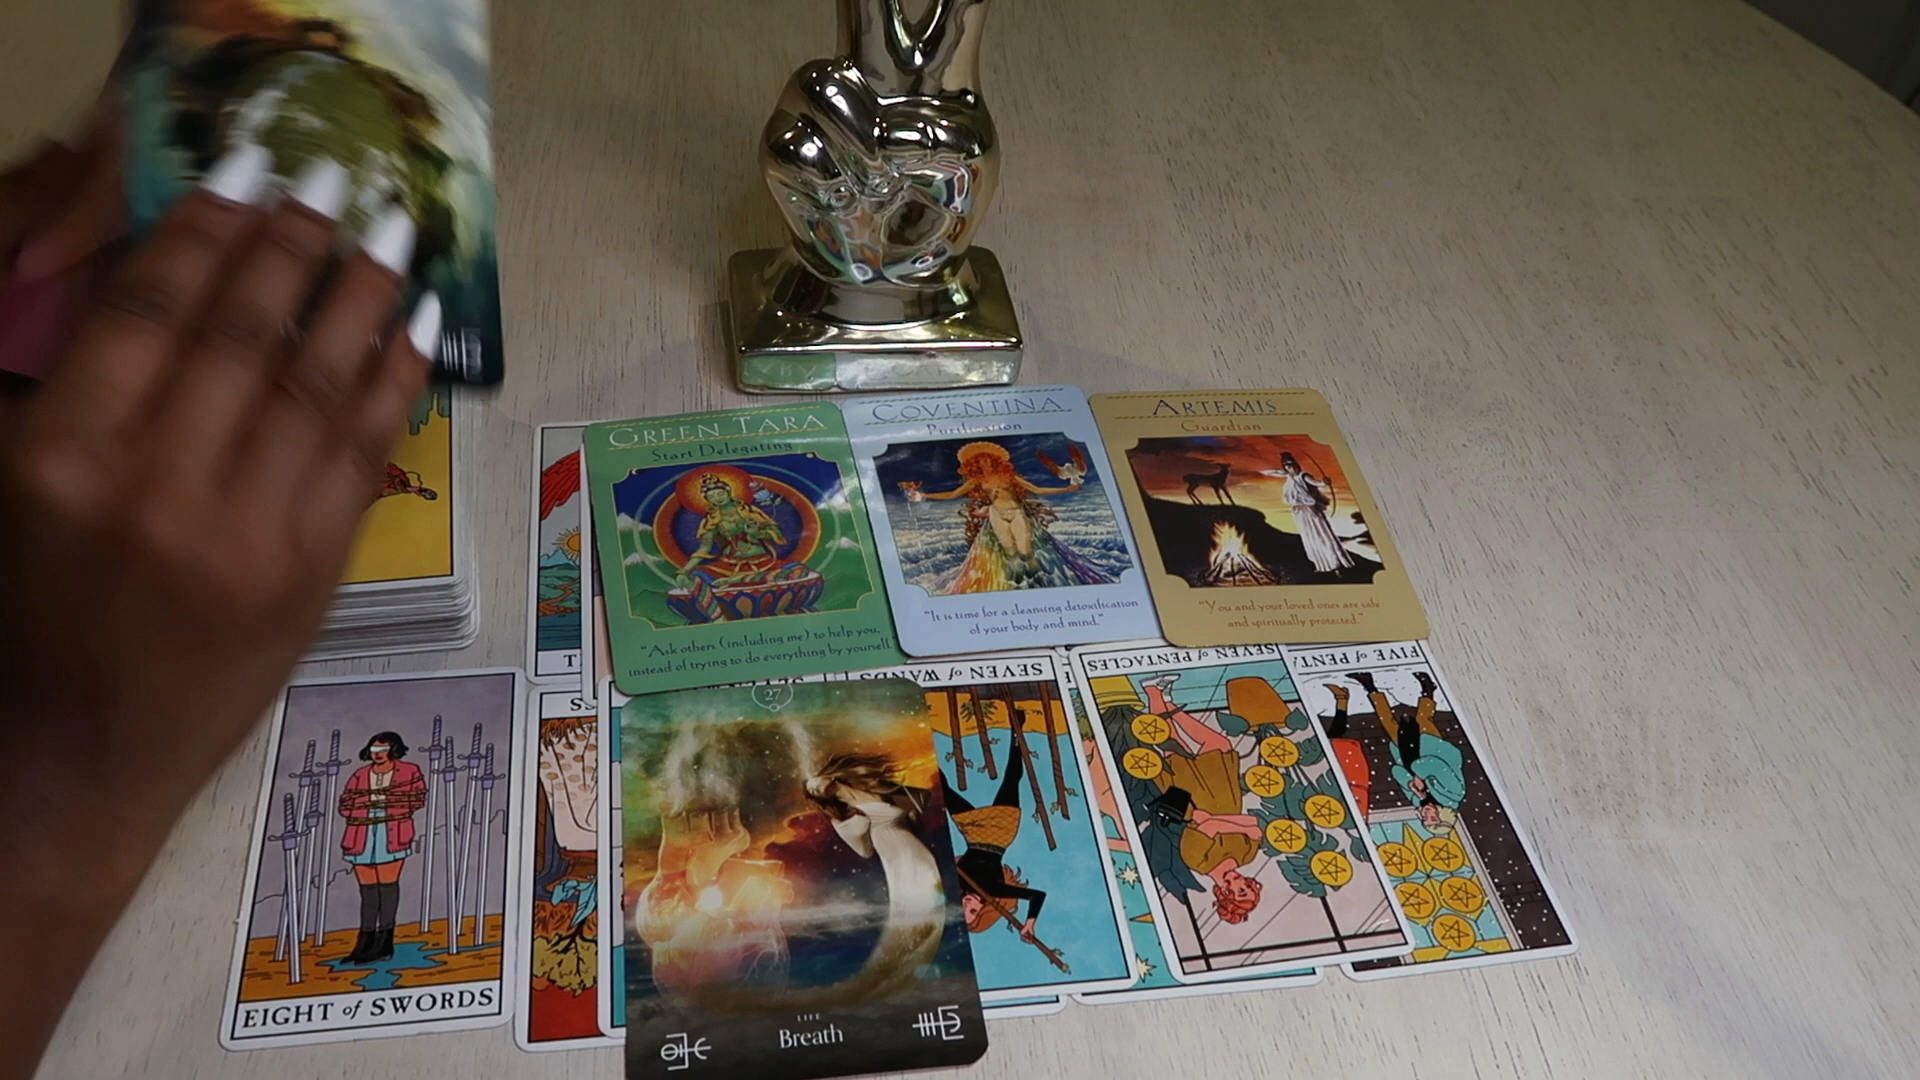 GREEN TARA
Start Delegating
"Ask others (including me) to help you,
instead of trying to do everything by yourself."
COVENTINA
Purification
"It is time for a cleansing detoxification
of your body and mind."
ARTEMIS
Guardian
"You and your loved ones are safe
and spiritually protected."
T
SEVEN of WANDS
SEVEN of PENTACLES
FIVE of PENTA
EIGHT of SWORDS
27
LIFE
Breath